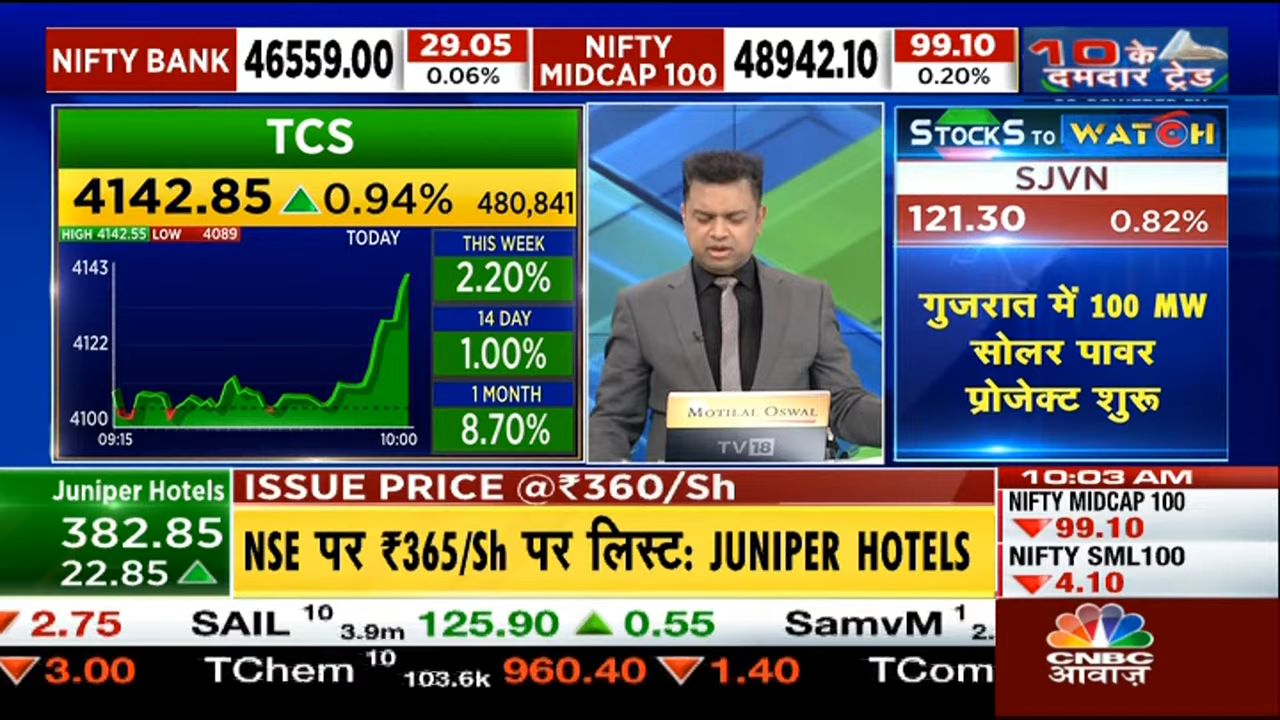 NIFTY BANK
46559.00
29.05
0.06%
NIFTY
MIDCAP 100
48942.10
99.10
0.20%
10 के
दमदार ट्रेड
TCS
4142.85
0.94%
480,841
HIGH 4142.55 LOW 4089
TODAY
4143
4122
4100
09:15
10:00
THIS WEEK
2.20%
14 DAY
1.00%
1 MONTH
8.70%
MOTILAL OSWAL
TV18
STOCKS TO WATCH
SJVN
121.30
0.82%
गुजरात में 100 MW
सोलर पावर
प्रोजेक्ट शुरू
Juniper Hotels
382.85
22.85
ISSUE PRICE @₹360/Sh
NSE पर ₹365/Sh पर लिस्ट: JUNIPER HOTELS
10:03 AM
NIFTY MIDCAP 100
99.10
NIFTY SML100
4.10
2.75 SAIL 10 3.9m 125.90 0.55 SamvM 1 2.
3.00 TChem 10 103.6k 960.40 1.40 TCom
CNBC
आवाज़